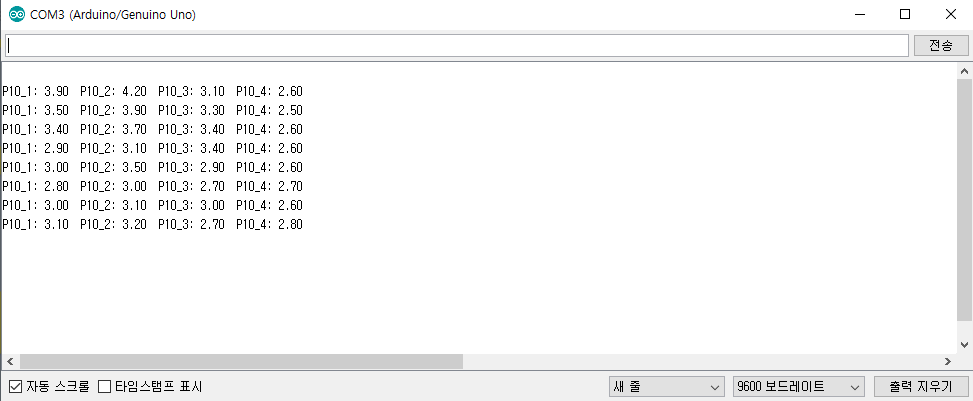 COM3 (Arduino/Genuino Uno)
전송
P10_1: 3.90 P10_2: 4.20 P10_3: 3.10 P10_4: 2.60
P10_1: 3.50 P10_2: 3.90 P10_3: 3.30 P10_4: 2.50
P10_1: 3.40 P10_2: 3.70 P10_3: 3.40 P10_4: 2.60
P10_1: 2.90 P10_2: 3.10 P10_3: 3.40 P10_4: 2.60
P10_1: 3.00 P10_2: 3.50 P10_3: 2.90 P10_4: 2.60
P10_1: 2.80 P10_2: 3.00 P10_3: 2.70 P10_4: 2.70
P10_1: 3.00 P10_2: 3.10 P10_3: 3.00 P10_4: 2.60
P10_1: 3.10 P10_2: 3.20 P10_3: 2.70 P10_4: 2.80
자동 스크롤 타임스탬프 표시 새 줄 9600 보드레이트 출력 지우기